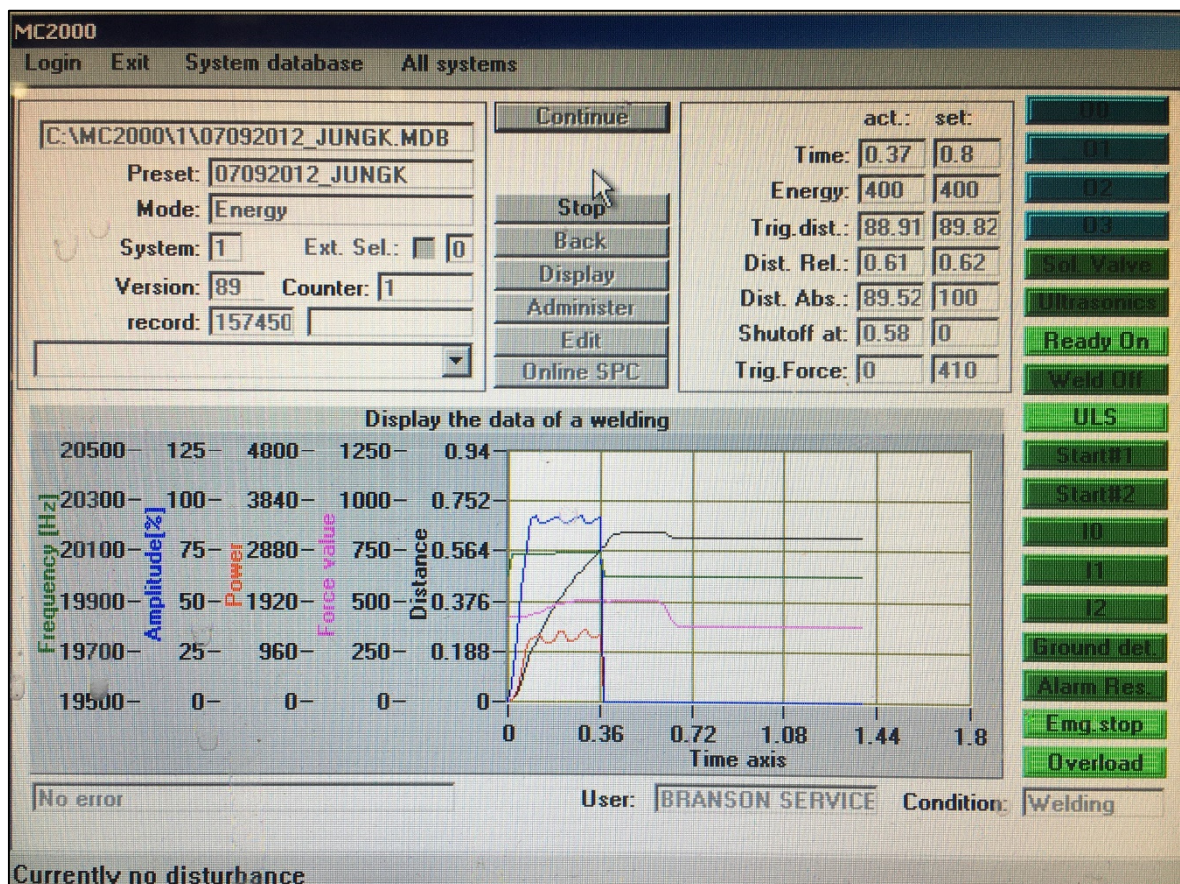 MC2000
Login Exit System database All systems
C:\MC2000\1\07092012_JUNGK.MDB
Preset: 07092012_JUNGK
Mode: Energy
System: 1 Ext. Sel.: 0
Version: 89 Counter: 1
record: 157450
Continue
Stop
Back
Display
Administer
Edit
Online SPC
act.: set:
Time: 0.37 0.8
Energy: 400 400
Trig.dist.: 88.91 89.82
Dist. Rel.: 0.61 0.62
Dist. Abs.: 89.52 100
Shutoff at: 0.58 0
Trig.Force: 0 410
O0
O1
O2
O3
Sol. Valve
Ultrasonics
Ready On
Weld Off
ULS
Start#1
Start#2
I0
I1
I2
Ground det.
Alarm Res.
Emg.stop
Overload
Display the data of a welding
Frequency [Hz]
Amplitude[%]
Power
Force value
Distance
20500 125 4800 1250 0.94
20300 100 3840 1000 0.752
20100 75 2880 750 0.564
19900 50 1920 500 0.376
19700 25 960 250 0.188
19500 0 0 0 0
0 0.36 0.72 1.08 1.44 1.8
Time axis
No error User: BRANSON SERVICE Condition: Welding
Currently no disturbance